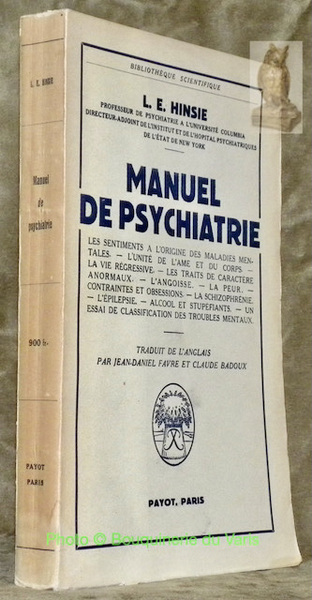 L. E. HINSIE
Manuel
de
psychiatrie
900 fr.
PAYOT
PARIS
BIBLIOTHÈQUE SCIENTIFIQUE
L. E. HINSIE
PROFESSEUR DE PSYCHIATRIE A L'UNIVERSITÉ COLUMBIA
DIRECTEUR-ADJOINT DE L'INSTITUT ET DE L'HOPITAL PSYCHIATRIQUES
DE L'ÉTAT DE NEW YORK
MANUEL
DE PSYCHIATRIE
LES SENTIMENTS A L'ORIGINE DES MALADIES MEN-
TALES. – L'UNITÉ DE L'AME ET DU CORPS. –
LA VIE RÉGRESSIVE. – LES TRAITS DE CARACTERE
ANORMAUX. – L'ANGOISSE. – LA PEUR. –
CONTRAINTES ET OBSESSIONS. – LA SCHIZOPHRÉNIE.
– L'ÉPILEPSIE. – ALCOOL ET STUPÉFIANTS. – UN
ESSAI DE CLASSIFICATION DES TROUBLES MENTAUX.
TRADUIT DE L'ANGLAIS
PAR JEAN-DANIEL FAVRE ET CLAUDE BADOUX
PAYOT, PARIS
Photo © Bouquinerie du Varis